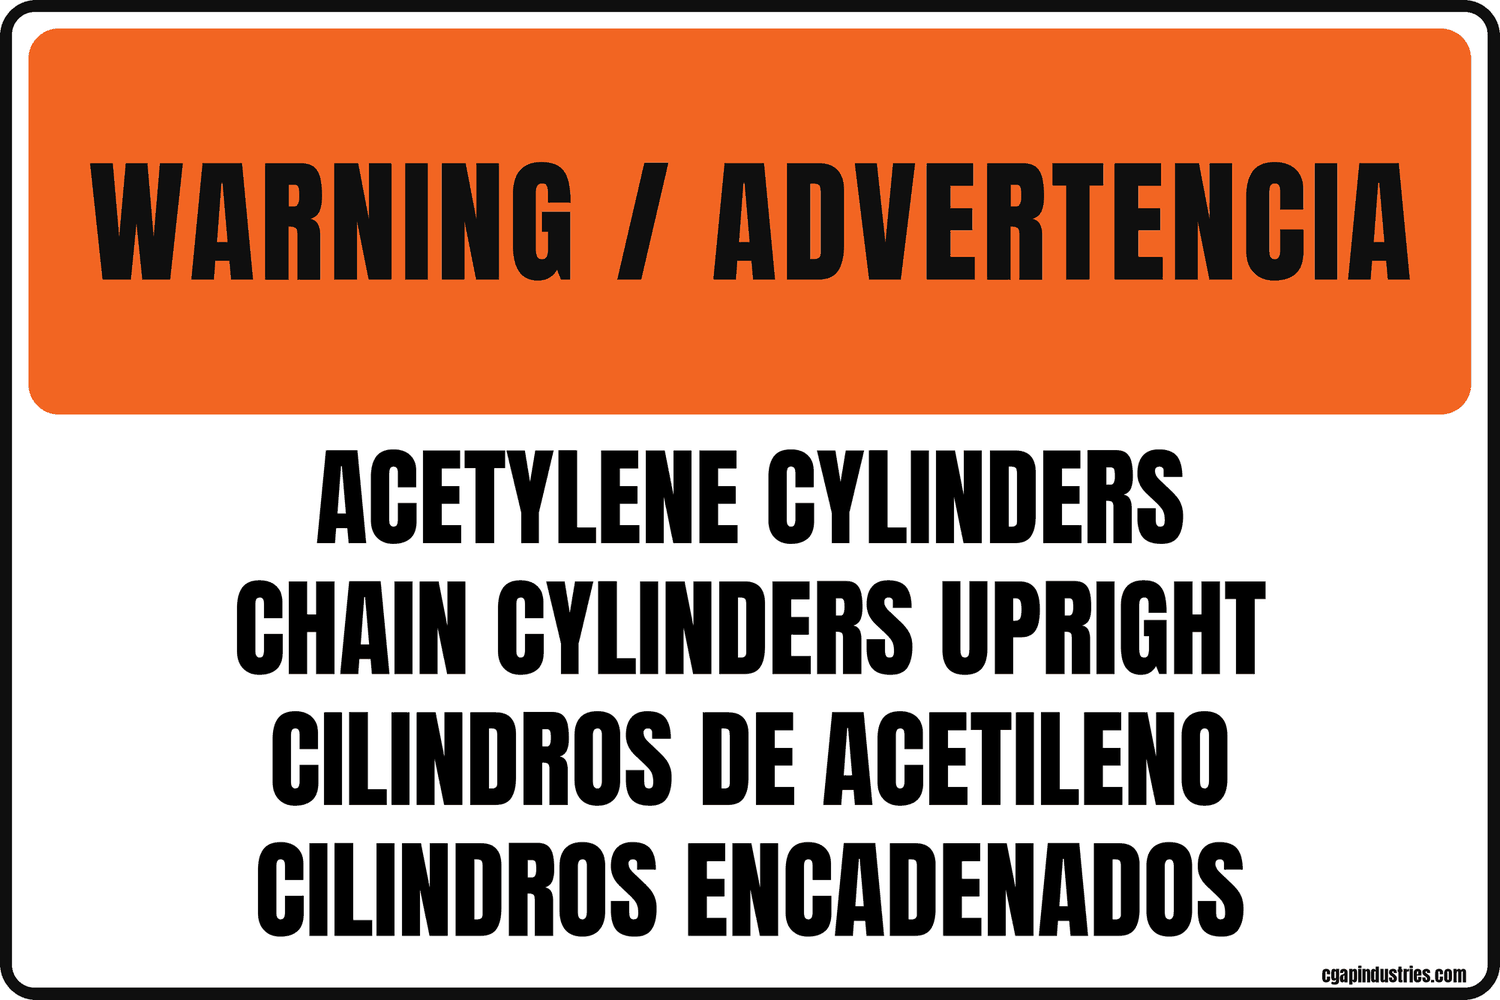 WARNING / ADVERTENCIA
ACETYLENE CYLINDERS
CHAIN CYLINDERS UPRIGHT
CILINDROS DE ACETILENO
CILINDROS ENCADENADOS
cgapindustries.com